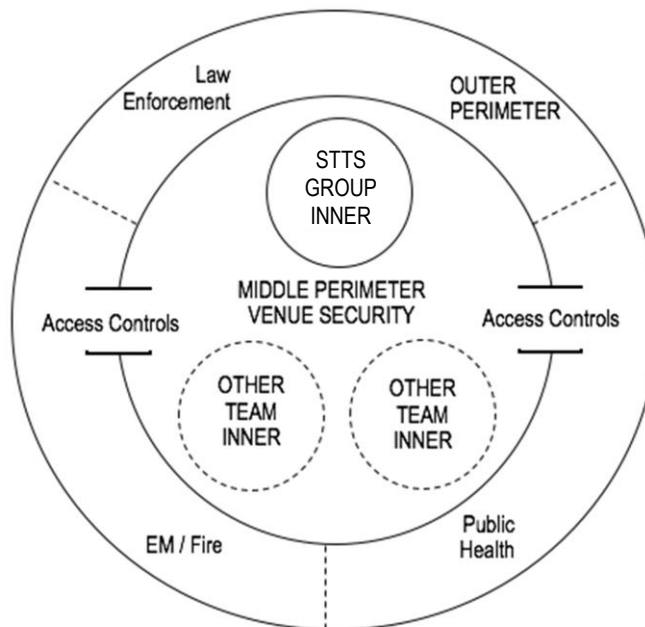 Law
Enforcement
OUTER
PERIMETER
STTS
GROUP
INNER
MIDDLE PERIMETER
VENUE SECURITY
Access Controls
Access Controls
OTHER
TEAM
INNER
OTHER
TEAM
INNER
EM / Fire
Public
Health